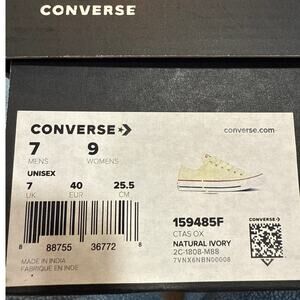 CONVERSE
CONVERSE
converse.com
7 9
MENS WOMENS
UNISEX
7 40 25.5
UK EUR CM
159485F
CTAS OX
NATURAL IVORY
2C-1808-M88
7VNX6NBN00008
CONVERSE
8 88755 36772 8
MADE IN INDIA
FABRIQUÉ EN INDE